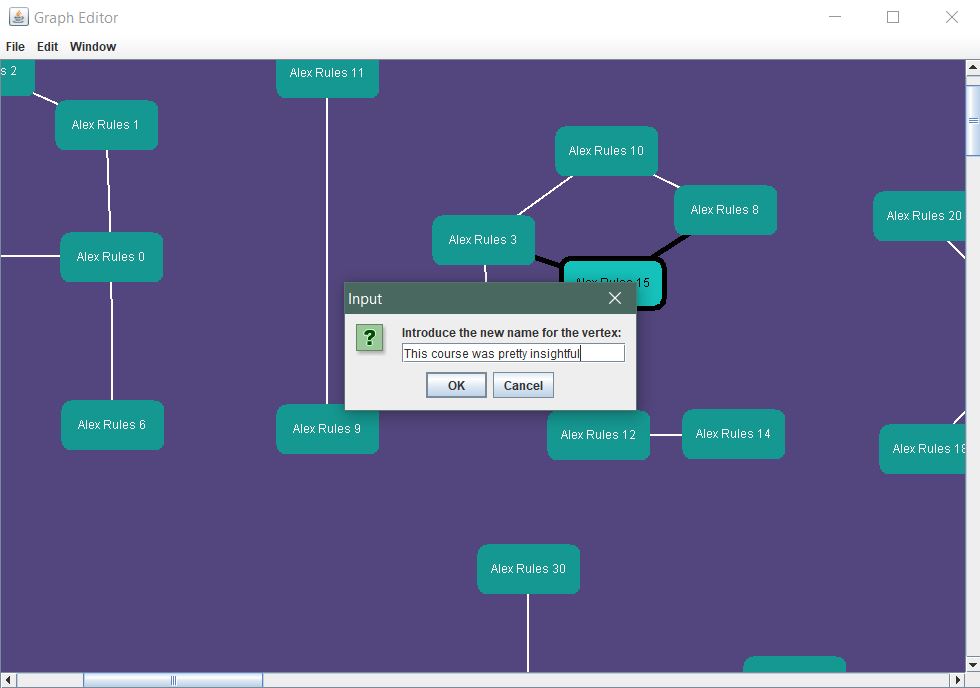 Graph Editor
File Edit Window
s 2
Alex Rules 11
Alex Rules 1
Alex Rules 10
Alex Rules 8
Alex Rules 20
Alex Rules 3
Alex Rules 0
Alex Rules 15
Input
Introduce the new name for the vertex:
This course was pretty insightful
OK Cancel
Alex Rules 6
Alex Rules 9
Alex Rules 12
Alex Rules 14
Alex Rules 18
Alex Rules 30